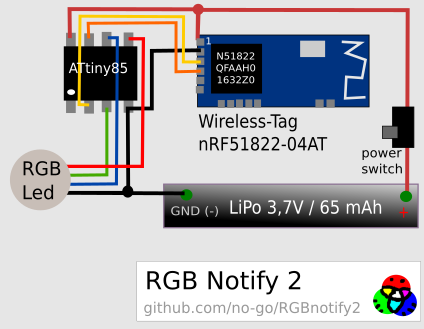 1
N51822
QFAAH0
1632Z0
ATtiny85
Wireless-Tag
nRF51822-04AT
power
switch
RGB
Led
GND (-)
LiPo 3,7V / 65 mAh
+
RGB Notify 2
github.com/no-go/RGBnotify2